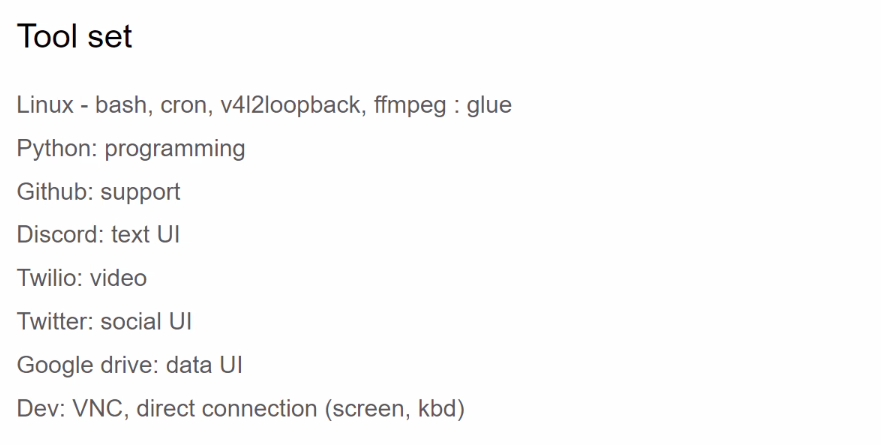 Tool set
Linux - bash, cron, v4l2loopback, ffmpeg : glue
Python: programming
Github: support
Discord: text UI
Twilio: video
Twitter: social UI
Google drive: data UI
Dev: VNC, direct connection (screen, kbd)